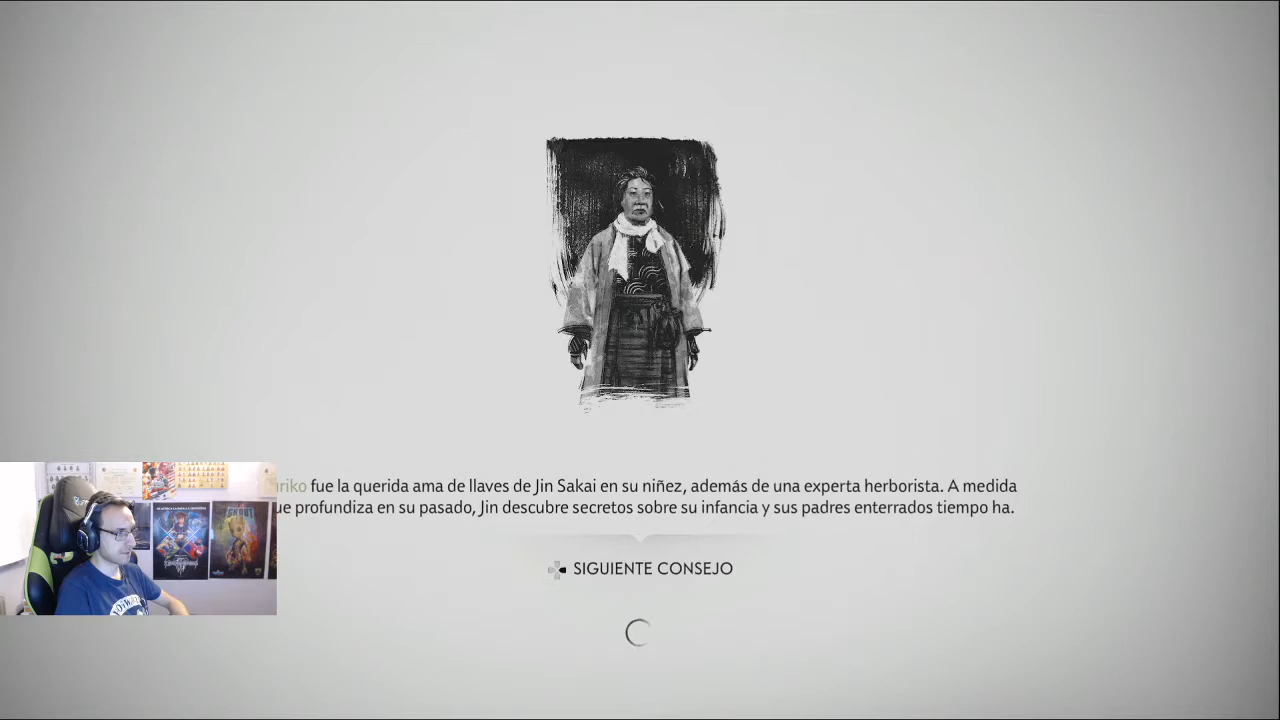 fue la querida ama de llaves de Jin Sakai en su niñez, además de una experta herborista. A medida
profundiza en su pasado, Jin descubre secretos sobre su infancia y sus padres enterrados tiempo ha.
SIGUIENTE CONSEJO